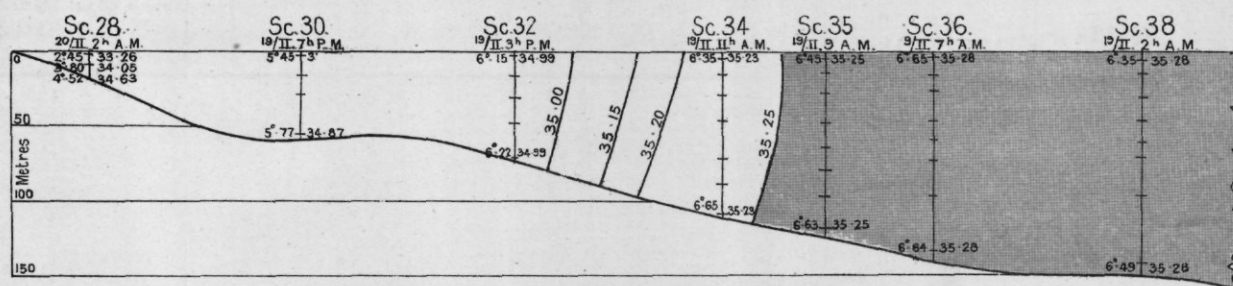 Sc.28 Sc.30 Sc.32 Sc.34 Sc.35 Sc.36 Sc.38
20/II. 2h A.M. 19/II. 7h P.M. 19/II. 3h P.M. 19/II. 11h A.M. 19/II. 9 A.M. 9/II. 7h A.M. 19/II. 2h A.M.
0 2°.45 33.26 5°.45 6°.15 34.99 6°.35 35.23 6°.45 35.25 6°.65 35.28 6°.35 35.28
34.06
4°.52 34.63
35.00 35.15 35.20 35.25
50 5°.77 34.87
6°.22 34.99
Metres
100
6°.65 35.23
6°.63 35.25
6°.64 35.28
150 6°.49 35.28